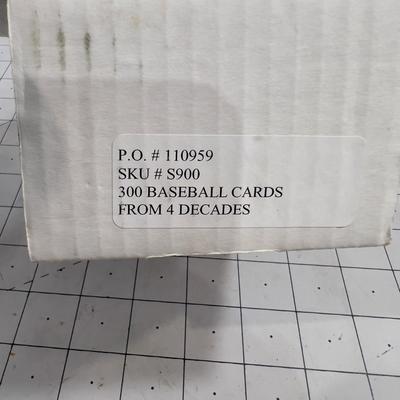 P.O. # 110959
SKU # S900
300 BASEBALL CARDS
FROM 4 DECADES